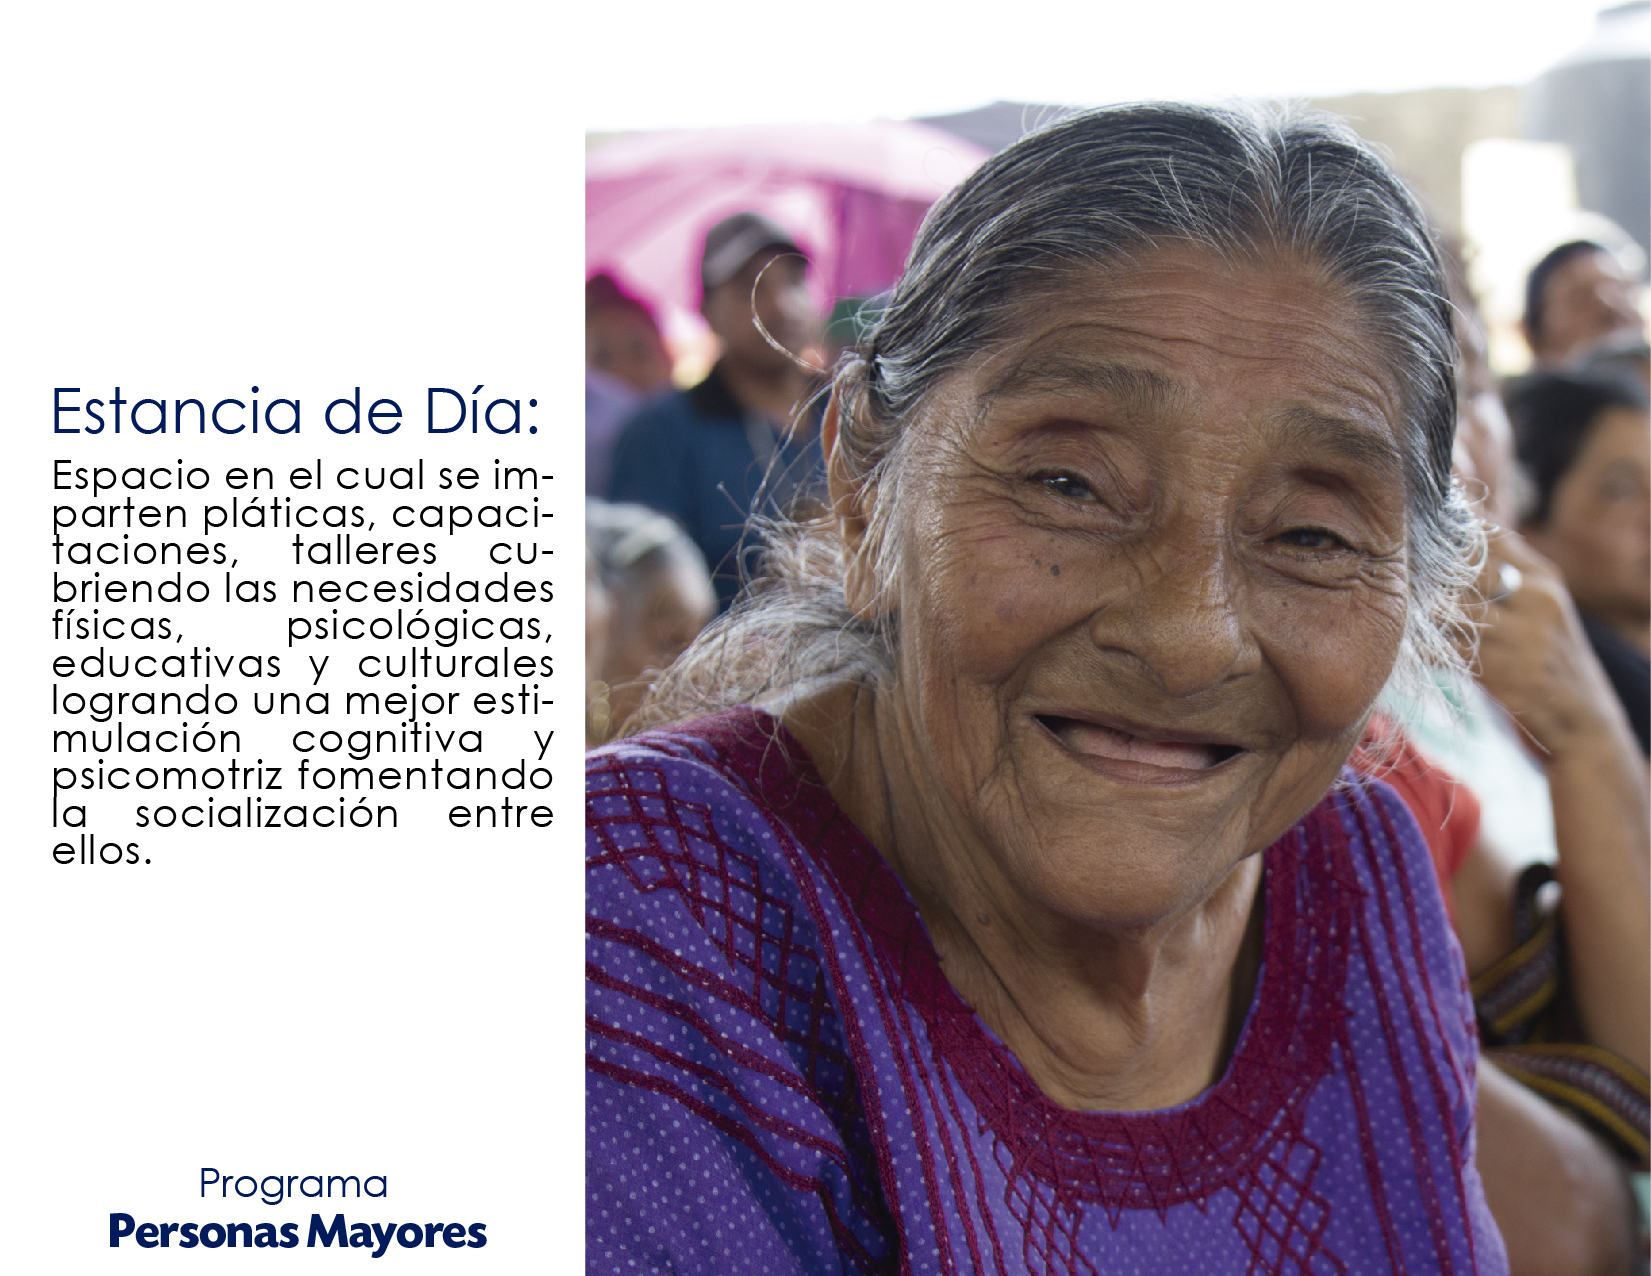 Estancia de Día:
Espacio en el cual se im-
parten pláticas, capaci-
taciones, talleres cu-
briendo las necesidades
físicas, psicológicas,
educativas y culturales
logrando una mejor esti-
mulación cognitiva y
psicomotriz fomentando
la socialización entre
ellos.
Programa
Personas Mayores